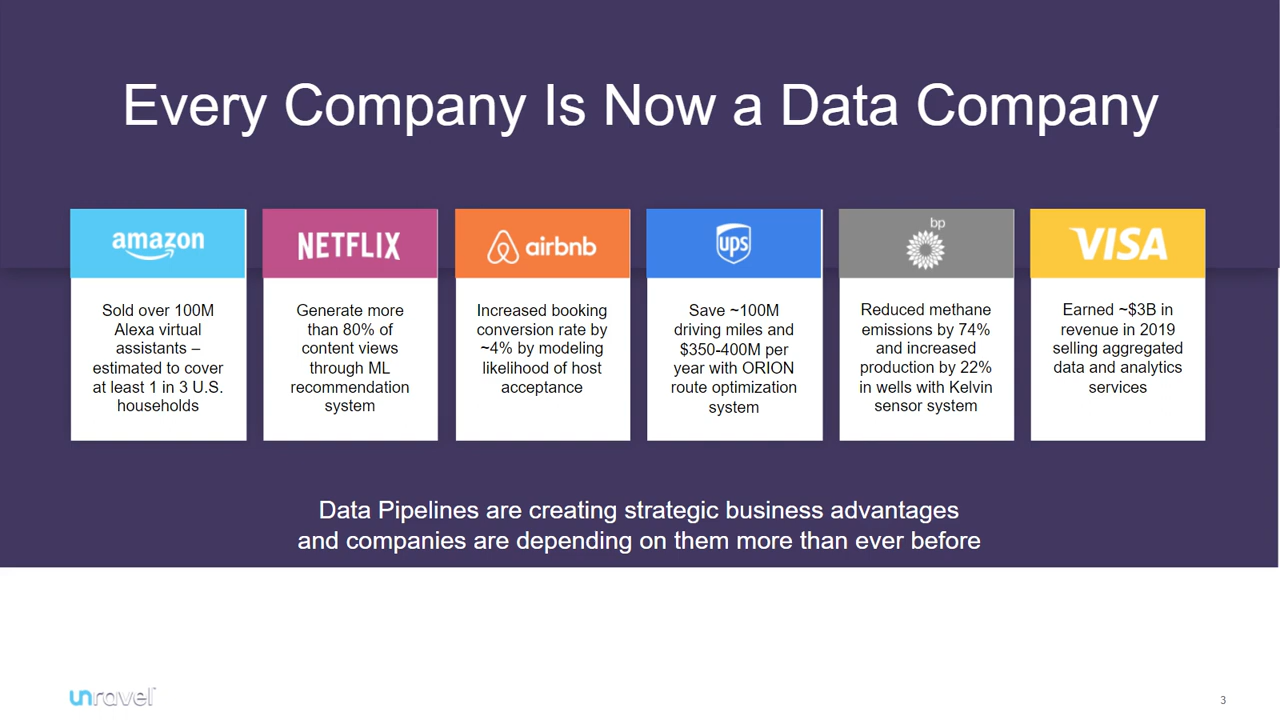 Every Company Is Now a Data Company
amazon
Sold over 100M
Alexa virtual
assistants –
estimated to cover
at least 1 in 3 U.S.
households
NETFLIX
Generate more
than 80% of
content views
through ML
recommendation
system
airbnb
Increased booking
conversion rate by
~4% by modeling
likelihood of host
acceptance
ups
Save ~100M
driving miles and
$350-400M per
year with ORION
route optimization
system
bp
Reduced methane
emissions by 74%
and increased
production by 22%
in wells with Kelvin
sensor system
VISA
Earned ~$3B in
revenue in 2019
selling aggregated
data and analytics
services
Data Pipelines are creating strategic business advantages
and companies are depending on them more than ever before
unravel
3